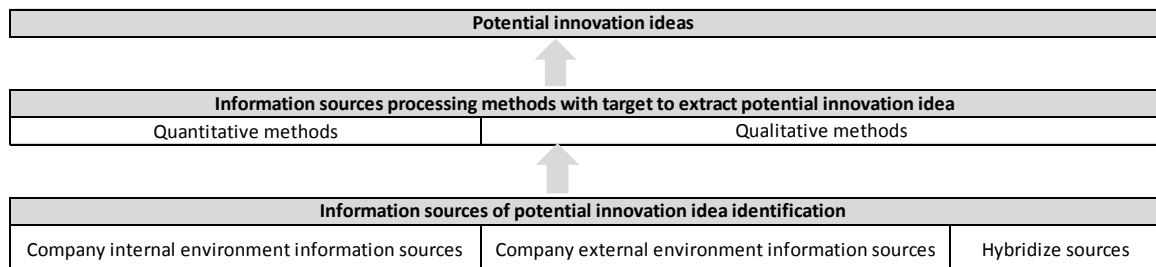 Potential innovation ideas
Information sources processing methods with target to extract potential innovation idea
Quantitative methods
Qualitative methods
Information sources of potential innovation idea identification
Company internal environment information sources
Company external environment information sources
Hybridize sources